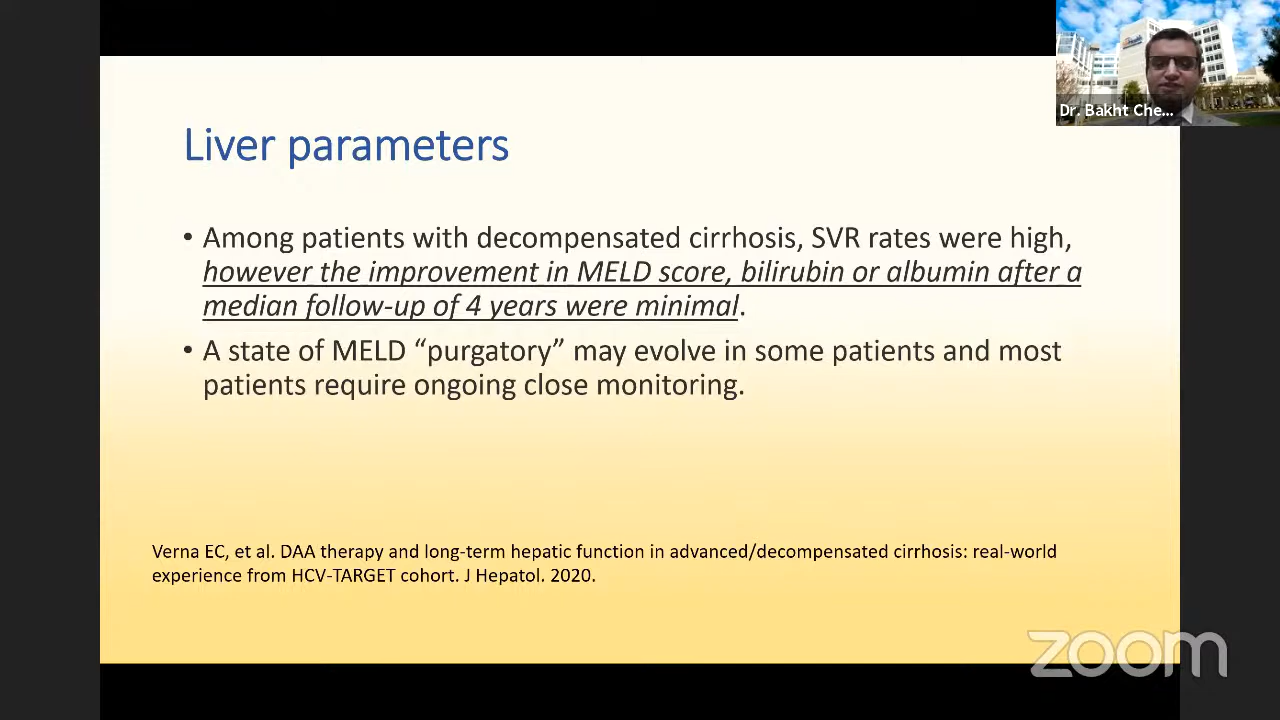 Dr. Bakht Che...
Liver parameters
• Among patients with decompensated cirrhosis, SVR rates were high,
however the improvement in MELD score, bilirubin or albumin after a
median follow-up of 4 years were minimal.
• A state of MELD “purgatory” may evolve in some patients and most
patients require ongoing close monitoring.
Verna EC, et al. DAA therapy and long-term hepatic function in advanced/decompensated cirrhosis: real-world
experience from HCV-TARGET cohort. J Hepatol. 2020.
zoom